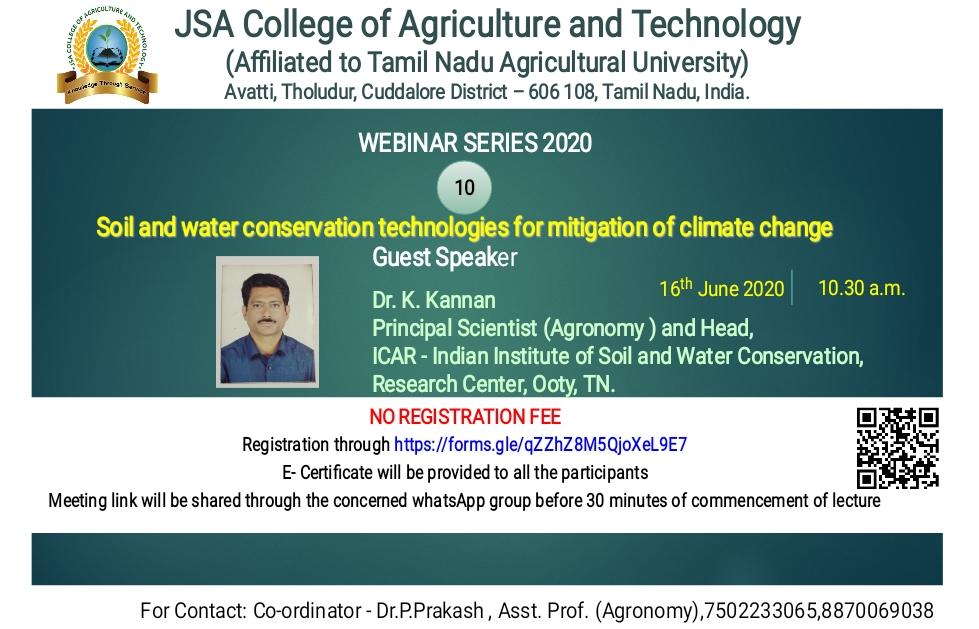 JSA COLLEGE OF AGRICULTURE AND TECHNOLOGY
Knowledge Through Service
JSA College of Agriculture and Technology
(Affiliated to Tamil Nadu Agricultural University)
Avatti, Tholudur, Cuddalore District – 606 108, Tamil Nadu, India.
WEBINAR SERIES 2020
10
Soil and water conservation technologies for mitigation of climate change
Guest Speaker
16th June 2020
10.30 a.m.
Dr. K. Kannan
Principal Scientist (Agronomy ) and Head,
ICAR - Indian Institute of Soil and Water Conservation,
Research Center, Ooty, TN.
NO REGISTRATION FEE
Registration through https://forms.gle/qZZhZ8M5QjoXeL9E7
E- Certificate will be provided to all the participants
Meeting link will be shared through the concerned whatsApp group before 30 minutes of commencement of lecture
For Contact: Co-ordinator - Dr.P.Prakash , Asst. Prof. (Agronomy),7502233065,8870069038